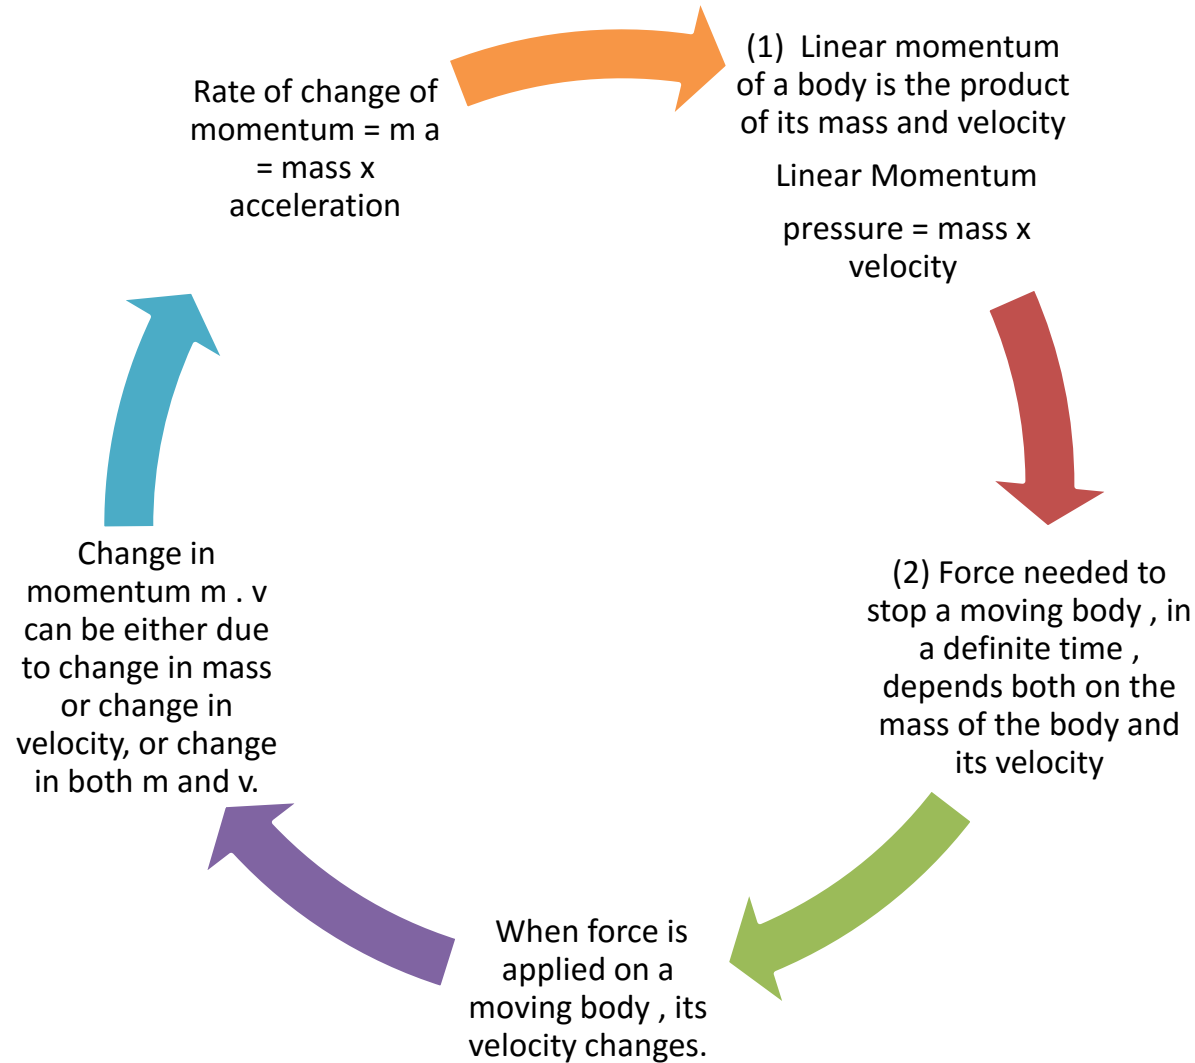 (1)  Linear momentum
of a body is the product
of its mass and velocity
Linear Momentum
pressure = mass x
velocity
(2) Force needed to
stop a moving body , in
a definite time ,
depends both on the
mass of the body and
its velocity
When force is
applied on a
moving body , its
velocity changes.
Change in
momentum m . v
can be either due
to change in mass
or change in
velocity, or change
in both m and v.
Rate of change of
momentum = m a
= mass x
acceleration